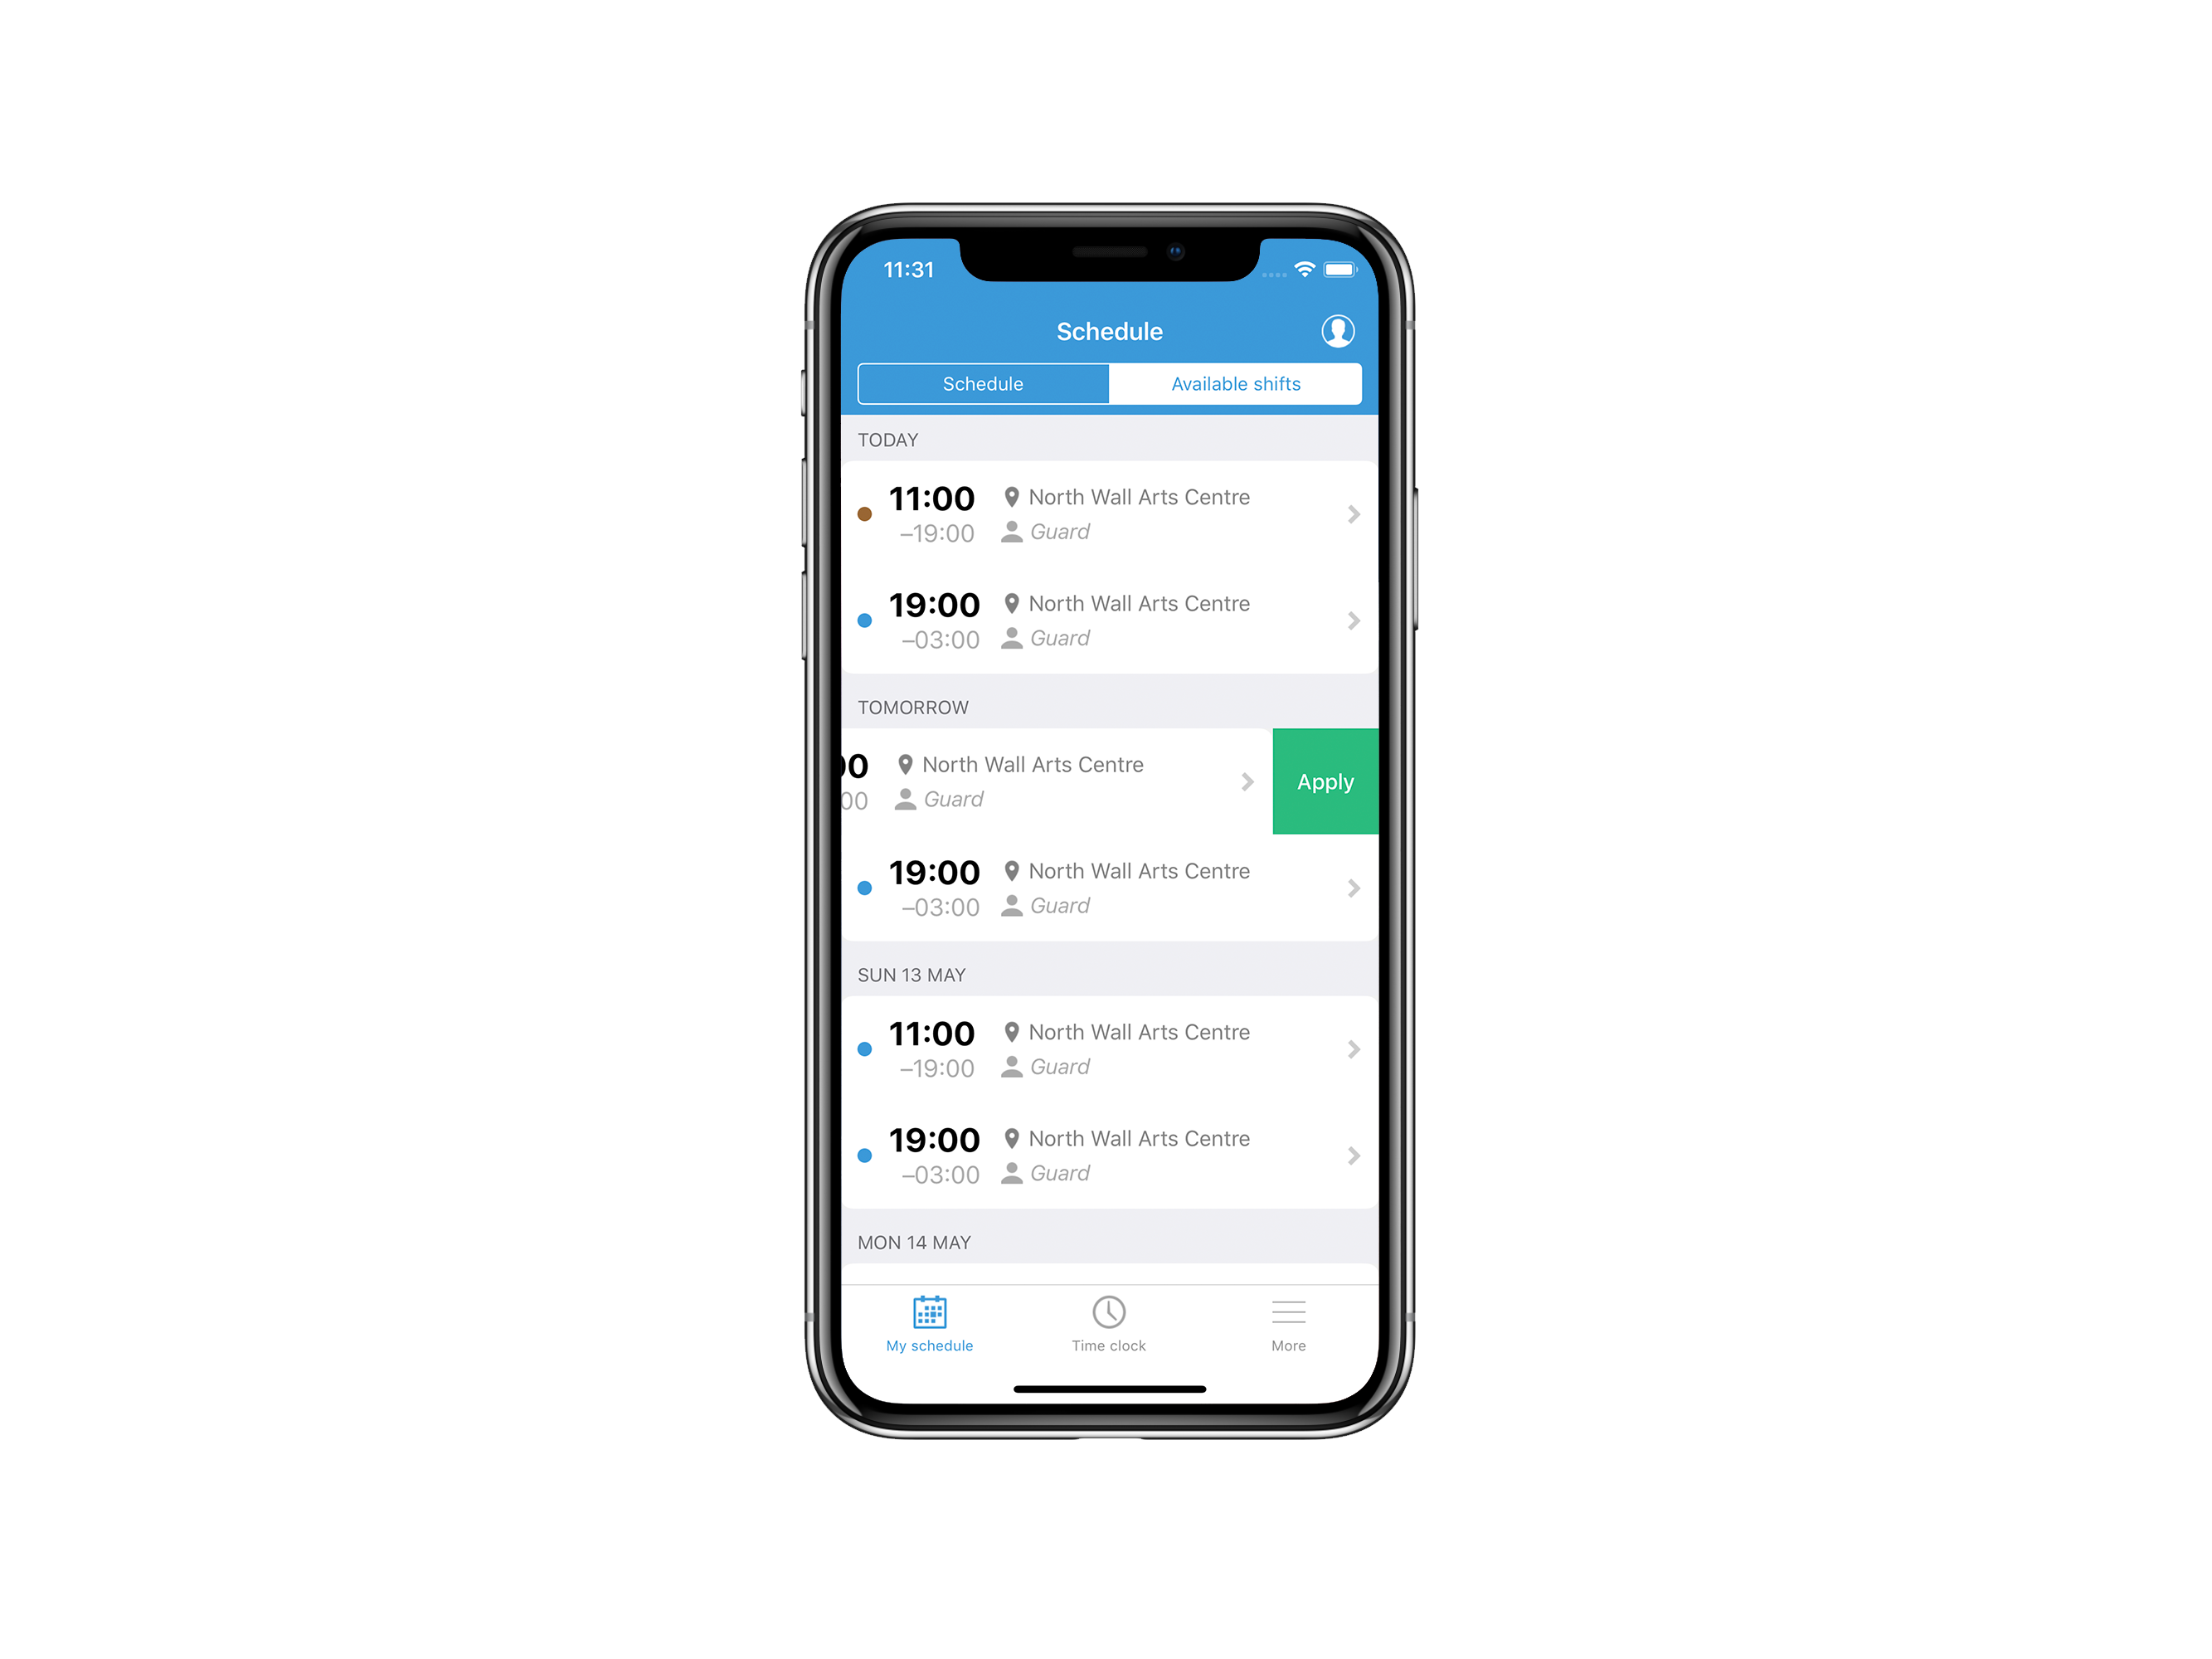 11:31
Schedule
Schedule
Available shifts
TODAY
11:00
North Wall Arts Centre
–19:00
Guard
19:00
North Wall Arts Centre
–03:00
Guard
TOMORROW
00
North Wall Arts Centre
:00
Guard
Apply
19:00
North Wall Arts Centre
–03:00
Guard
SUN 13 MAY
11:00
North Wall Arts Centre
–19:00
Guard
19:00
North Wall Arts Centre
–03:00
Guard
MON 14 MAY
My schedule
Time clock
More